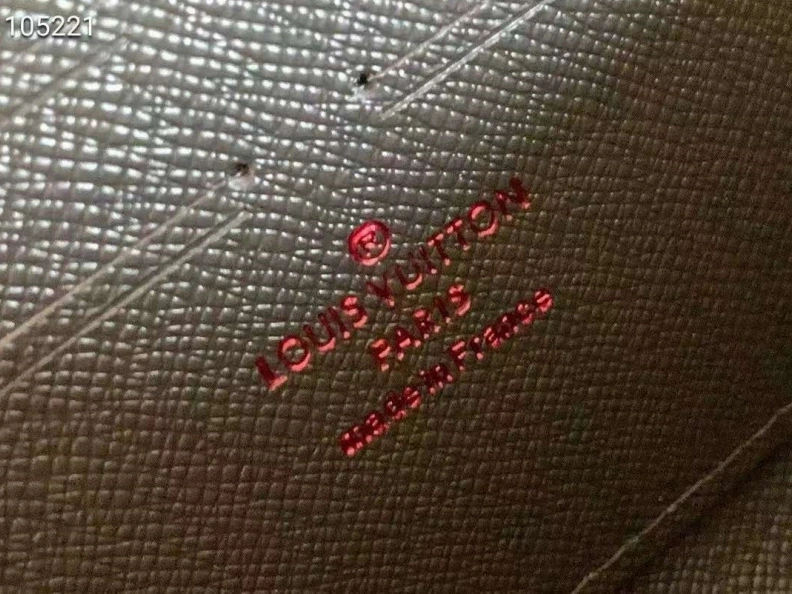 105221
®
LOUIS VUITTON
PARIS
made in France